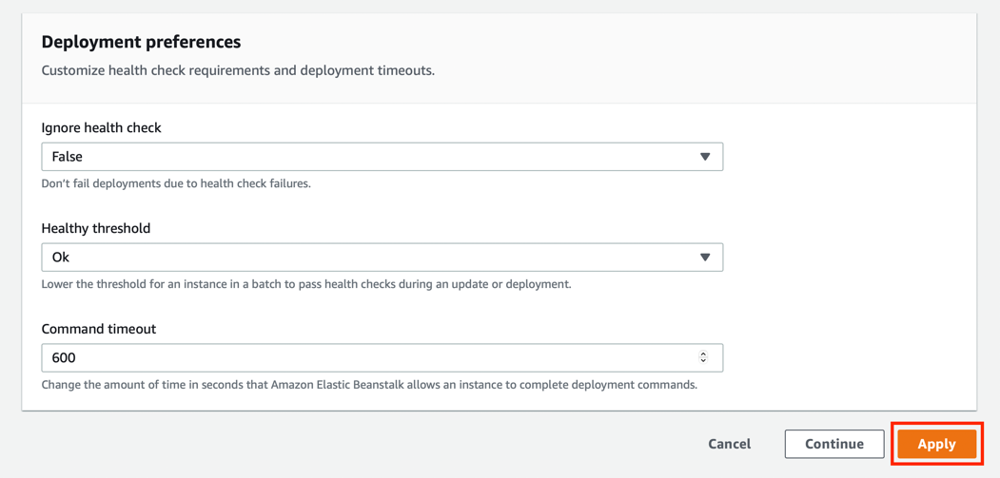 Deployment preferences
Customize health check requirements and deployment timeouts.
Ignore health check
False
Don’t fail deployments due to health check failures.
Healthy threshold
Ok
Lower the threshold for an instance in a batch to pass health checks during an update or deployment.
Command timeout
600
Change the amount of time in seconds that Amazon Elastic Beanstalk allows an instance to complete deployment commands.
Cancel Continue Apply